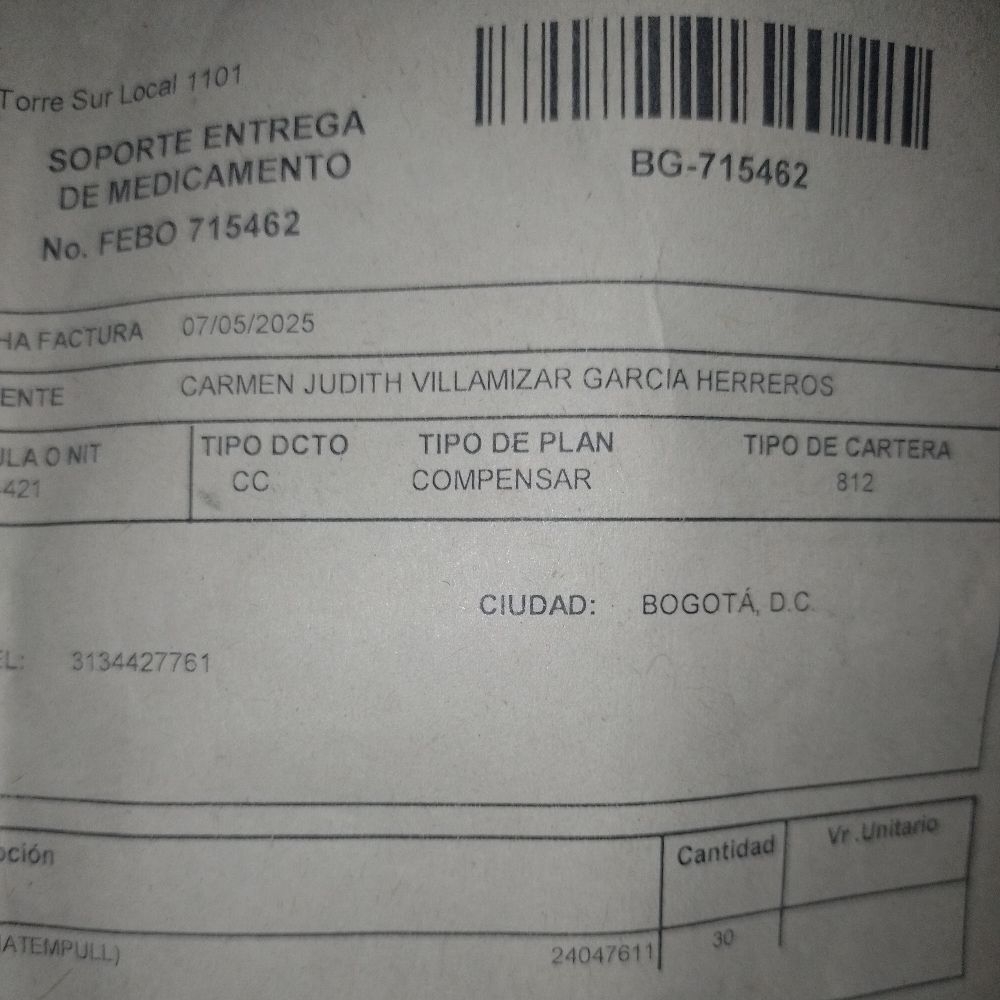 Torre Sur Local 1101
SOPORTE ENTREGA
DE MEDICAMENTO
No. FEBO 715462
BG-715462
HA FACTURA 07/05/2025
ENTE CARMEN JUDITH VILLAMIZAR GARCIA HERREROS
ULA O NIT TIPO DCTO TIPO DE PLAN TIPO DE CARTERA
421 CC COMPENSAR 812
CIUDAD: BOGOTÁ, D.C.
EL: 3134427761
pción Cantidad Vr .Unitario
ATEMPULL) 24047611 30